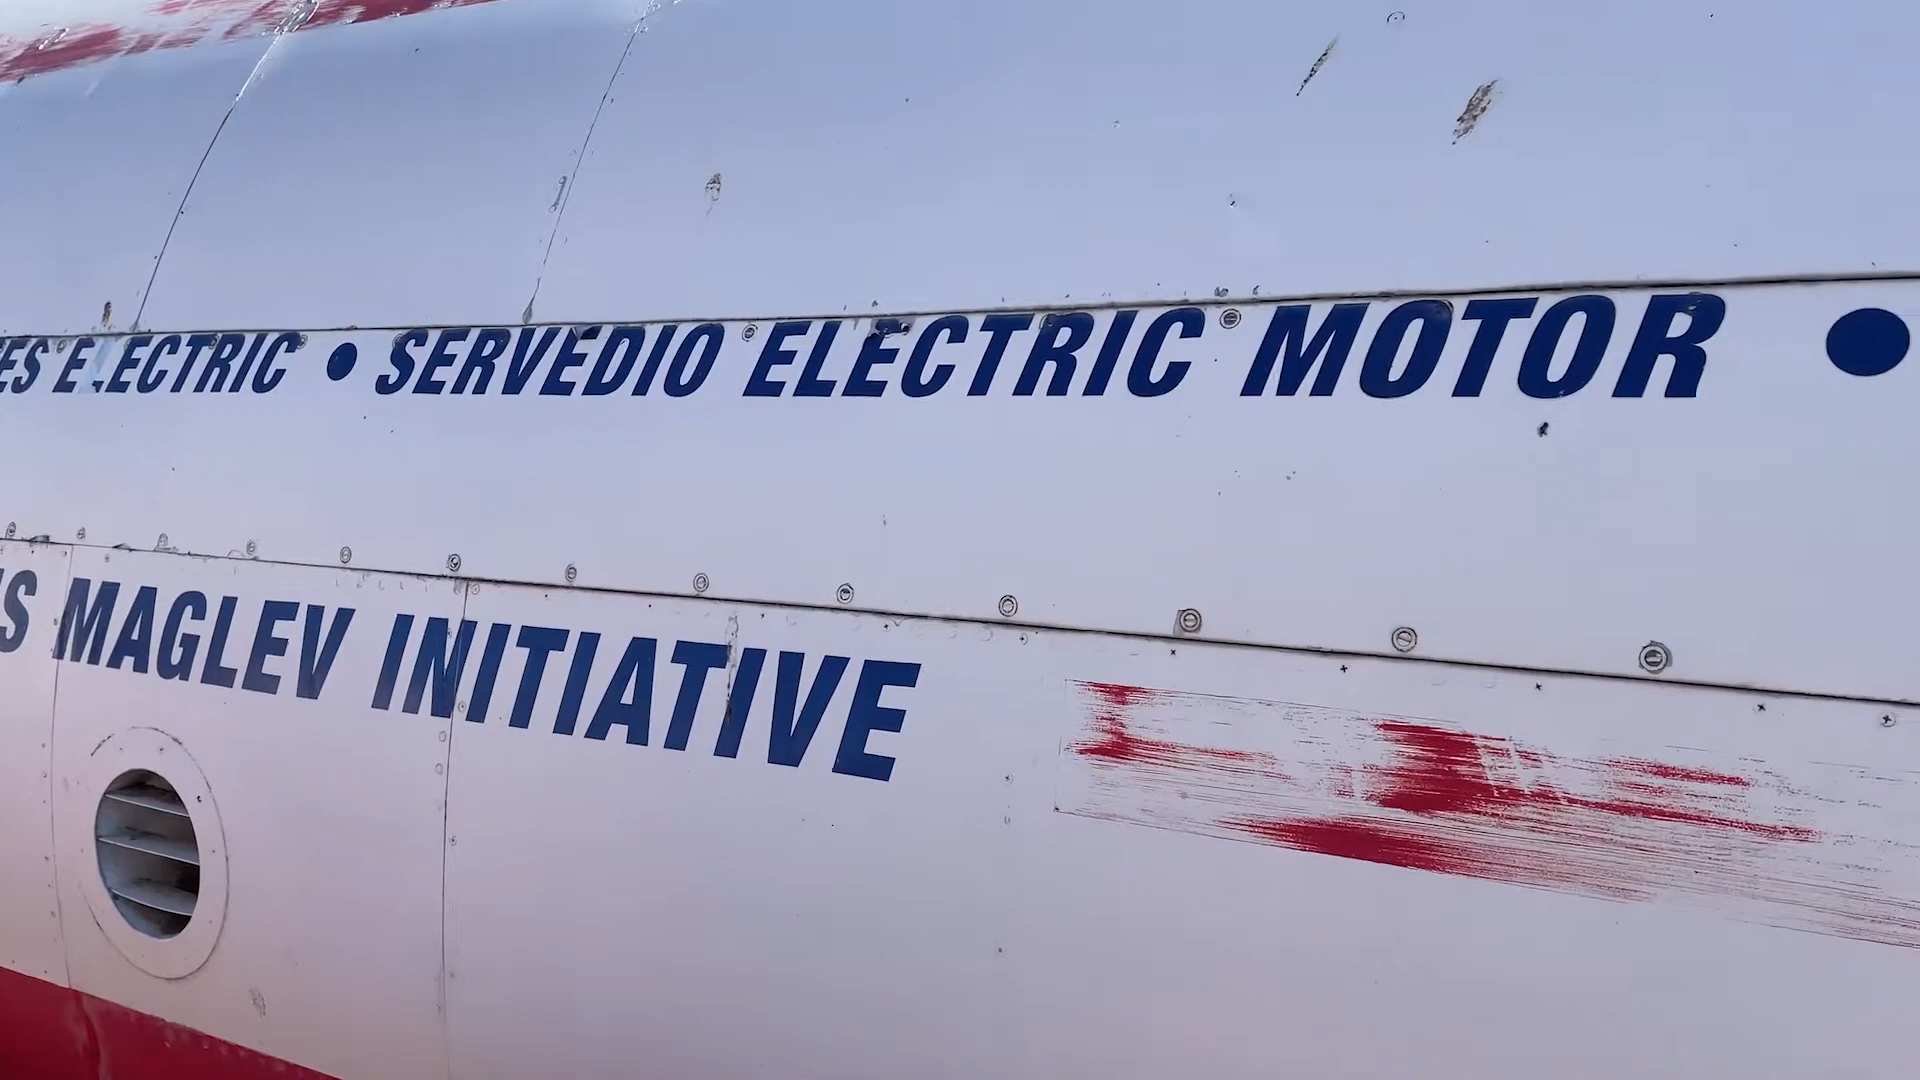 ES ELECTRIC • SERVEDIO ELECTRIC MOTOR •
S MAGLEV INITIATIVE